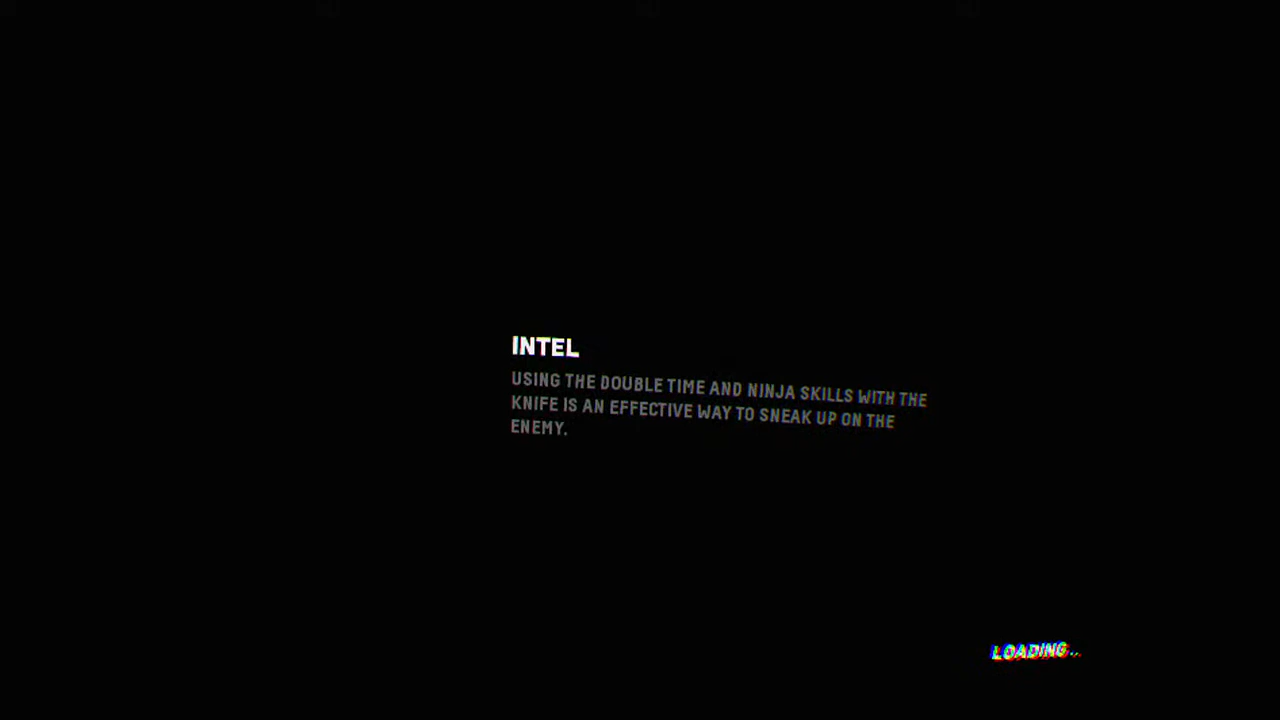 INTEL
USING THE DOUBLE TIME AND NINJA SKILLS WITH THE
KNIFE IS AN EFFECTIVE WAY TO SNEAK UP ON THE
ENEMY.
LOADING...